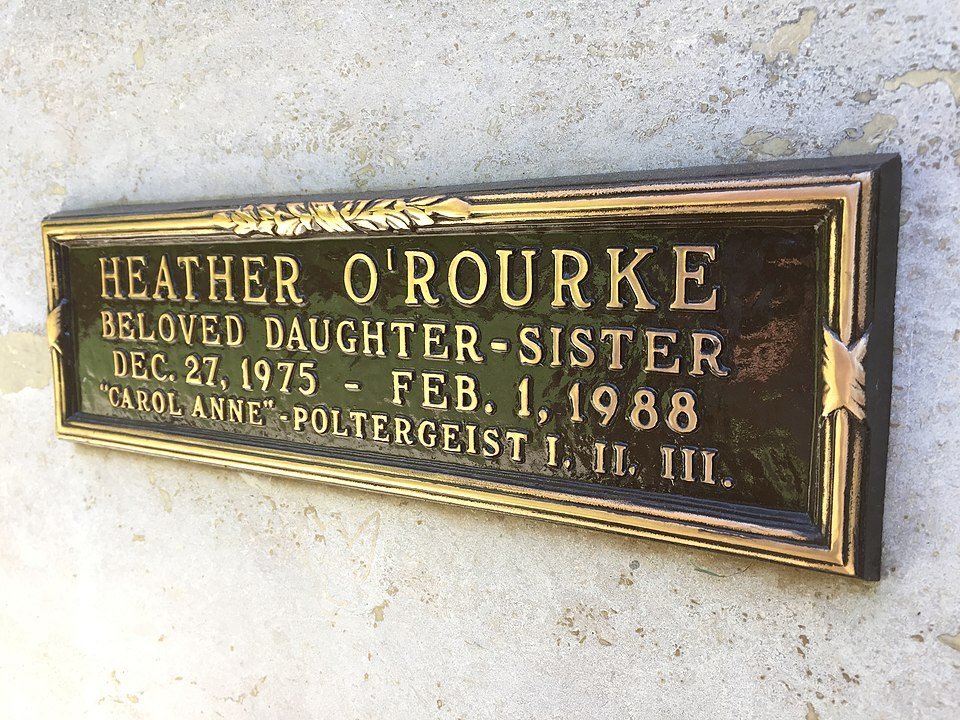 HEATHER O'ROURKE
BELOVED DAUGHTER-SISTER
DEC. 27, 1975 - FEB. 1, 1988
"CAROL ANNE"-POLTERGEIST I. II. III.